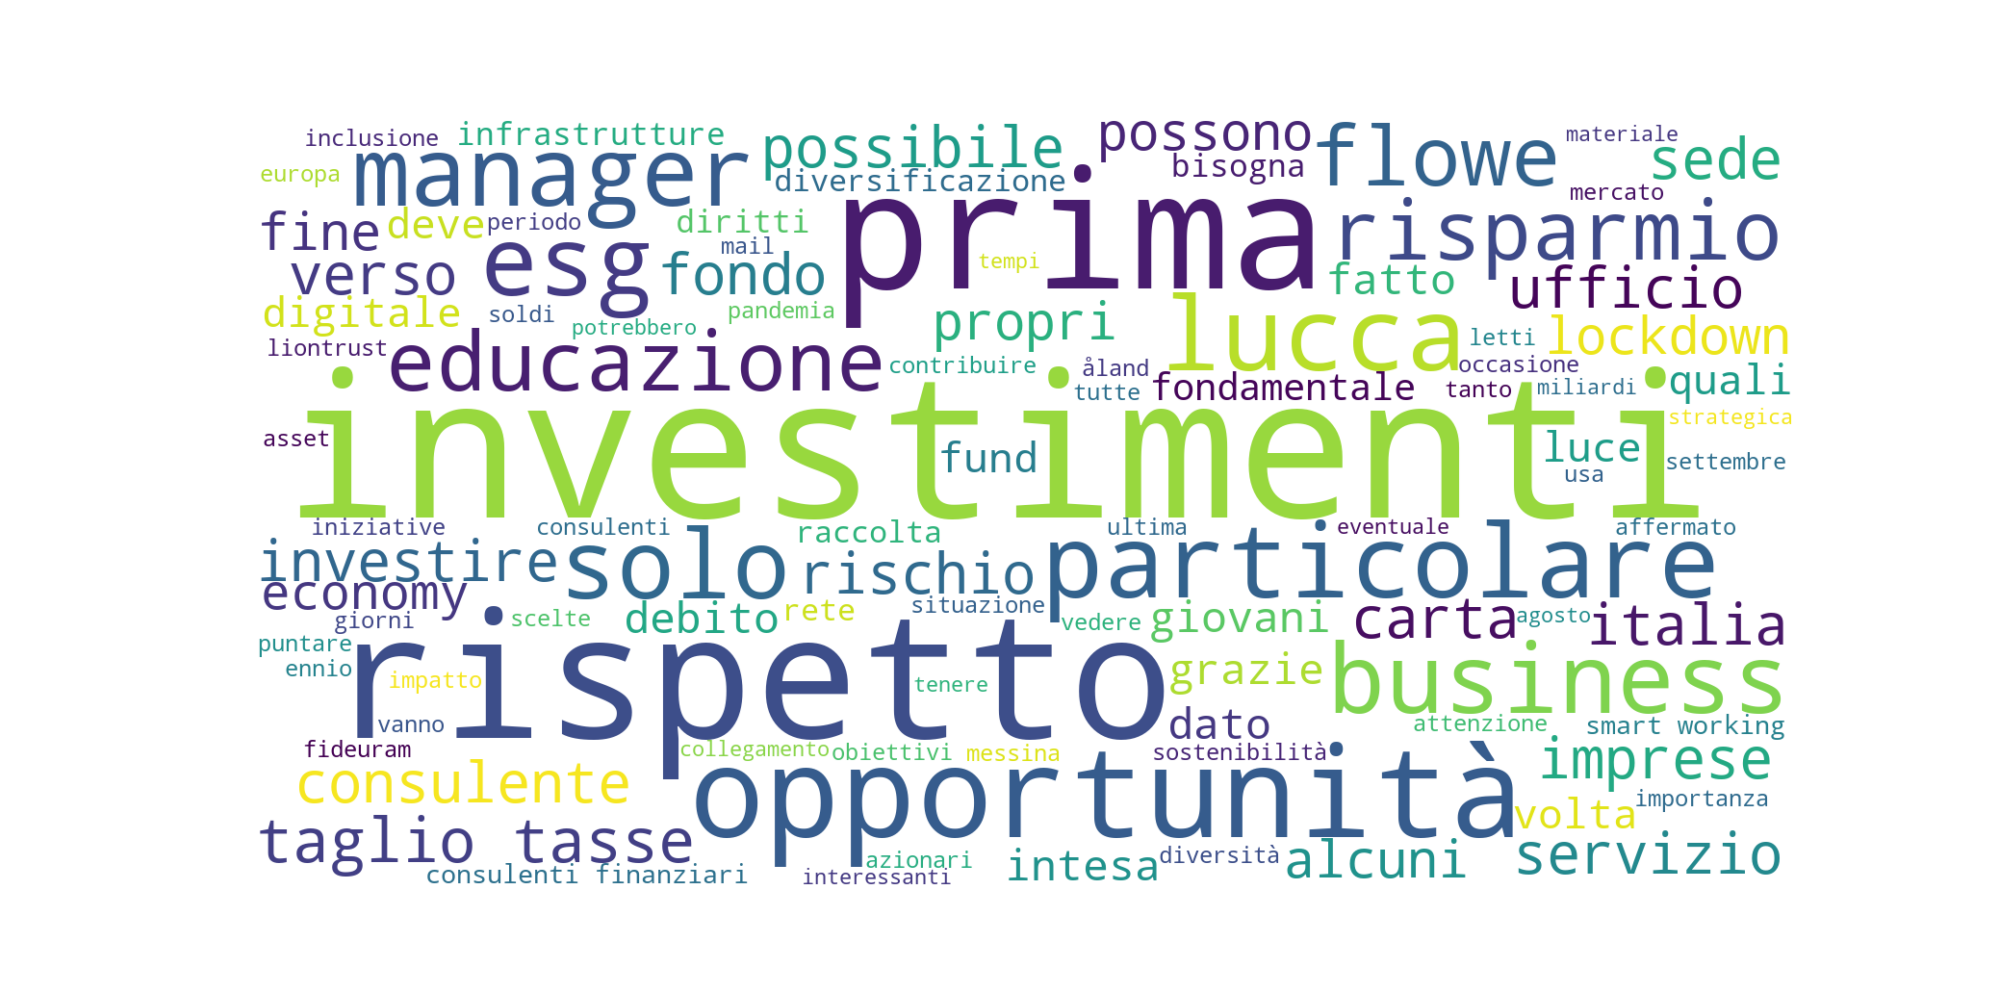 inclusione infrastrutture possibile possono flowe materiale
europa manager diversificazione bisogna sede
fine deve periodo diritti prima risparmio mercato
verso esg mail fondo tempi fatto ufficio
digitale soldi potrebbero pandemia propri lucca letti lockdown
liontrust educazione contribuire åland occasione
tutte fondamentale tanto miliardi quali
investimenti
asset fund luce strategica
usa settembre
iniziative consulenti raccolta ultima eventuale affermato
investire solo rischio particolare
economy giorni scelte debito rete situazione vedere giovani carta agosto italia
puntare
ennio impatto rispetto tenere grazie business
vanno dato attenzione smart working
fideuram collegamento obiettivi messina sostenibilità imprese
consulente opportunità volta importanza
taglio tasse azionari intesa diversità alcuni servizio
consulenti finanziari interessanti